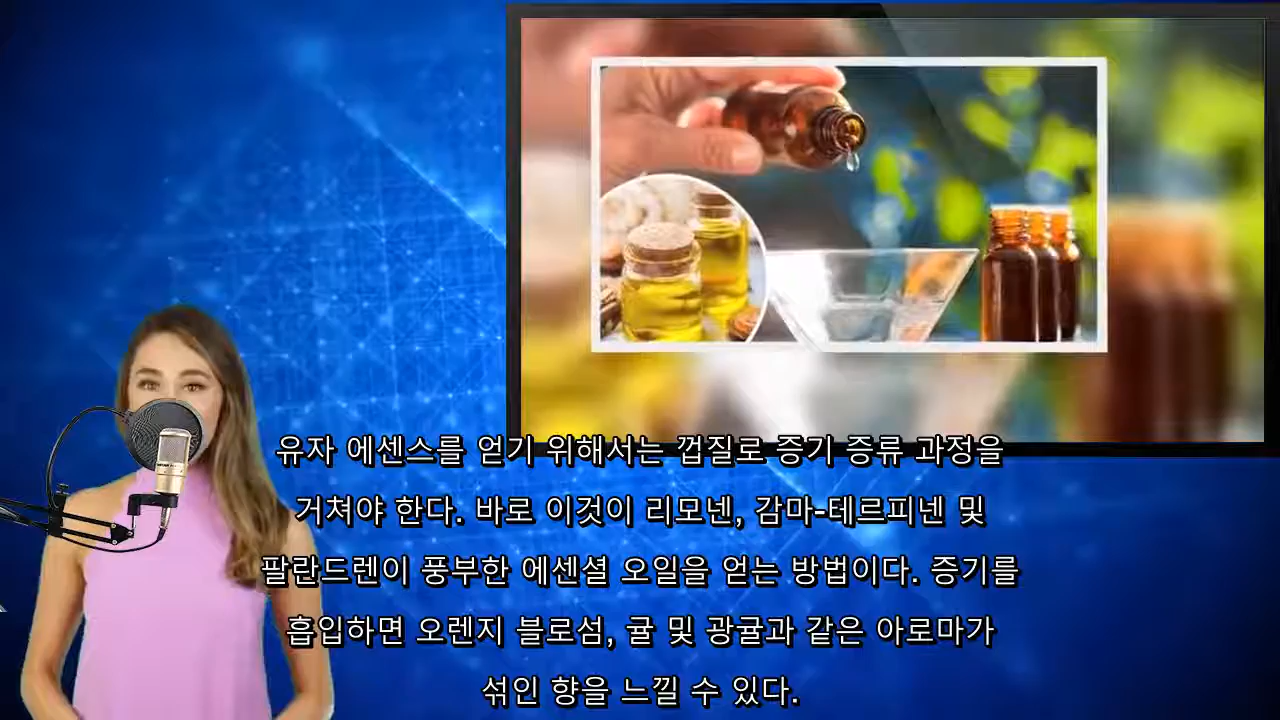 유자 에센스를 얻기 위해서는 껍질로 증기 증류 과정을
거쳐야 한다. 바로 이것이 리모넨, 감마-테르피넨 및
팔란드렌이 풍부한 에센셜 오일을 얻는 방법이다. 증기를
흡입하면 오렌지 블로섬, 귤 및 광귤과 같은 아로마가
섞인 향을 느낄 수 있다.